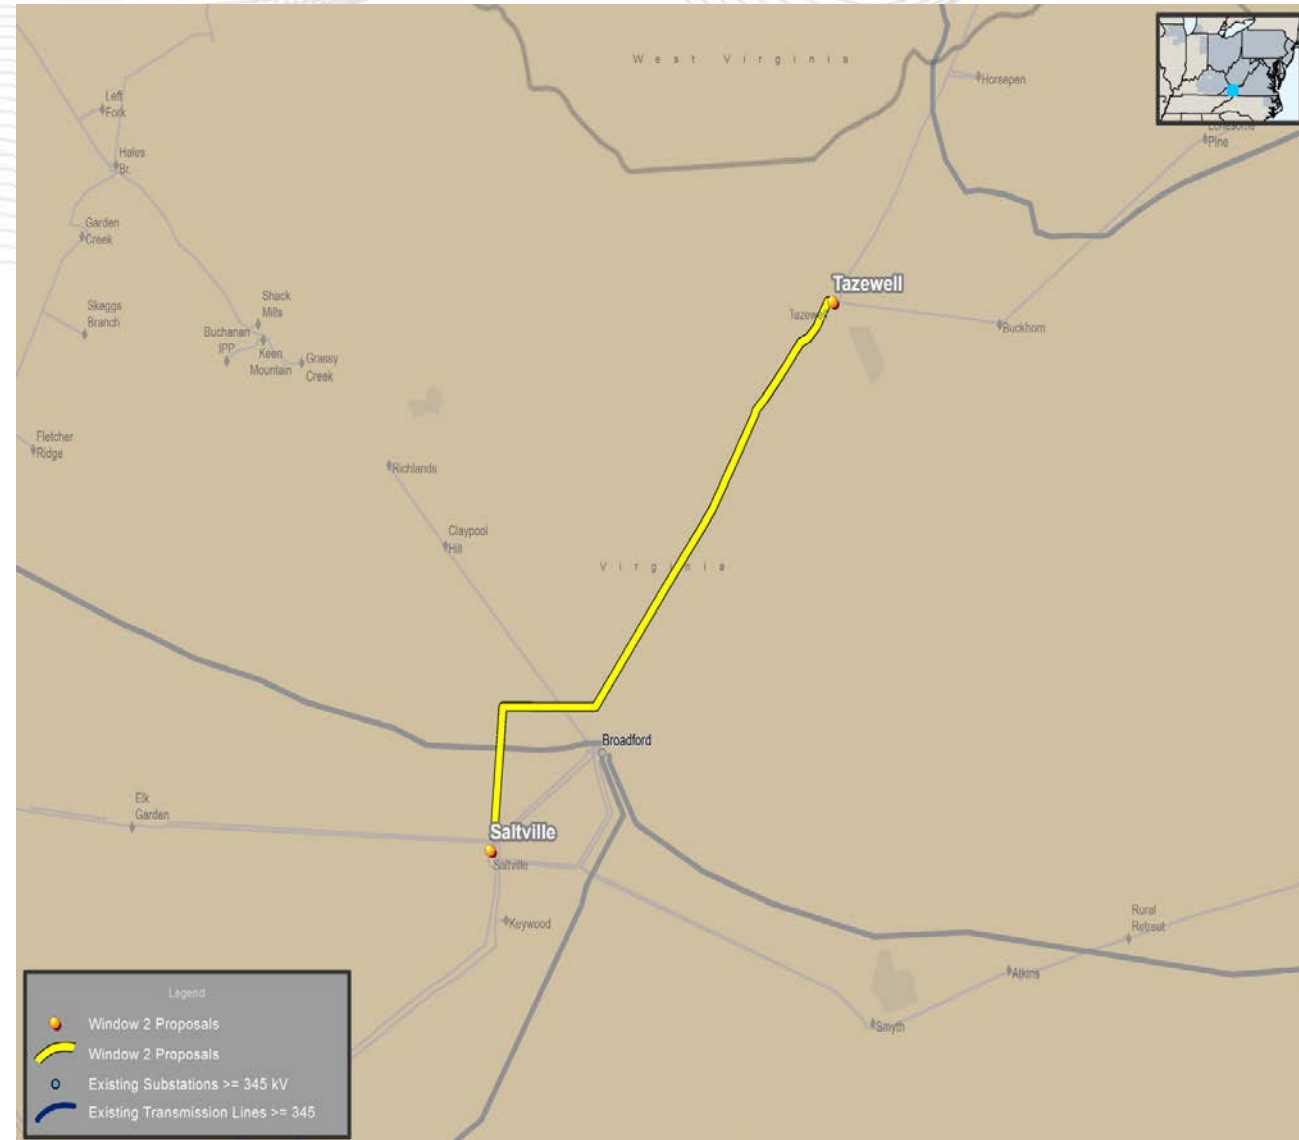 West Virginia
Horsepen
Left
Fork
Lonesome
Pine
Hales
Br.
Garden
Creek
Tazewell
Tazewell
Shack
Mills
Skeggs
Branch
Buckhorn
Buchanan
IPP
Keen
Mountain
Grassy
Creek
Fletcher
Ridge
Richlands
Claypool
Hill
Virginia
Broadford
Elk
Garden
Saltville
Saltville
Keywood
Rural
Retreat
Atkins
Smyth
Legend
Window 2 Proposals
Window 2 Proposals
Existing Substations >= 345 kV
Existing Transmission Lines >= 345